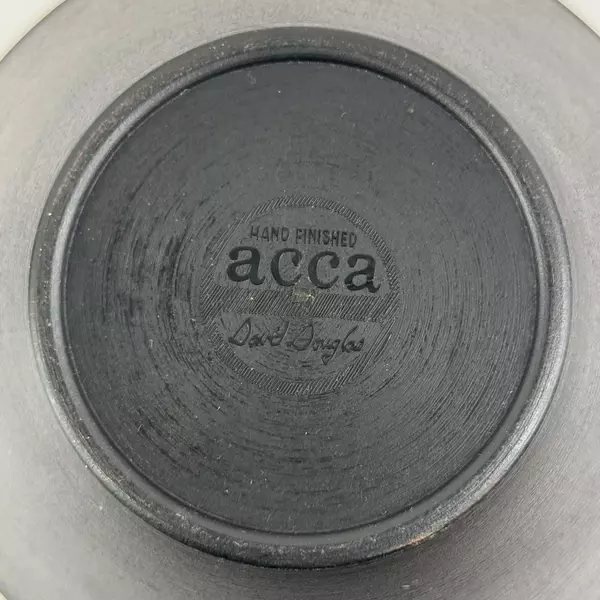 HAND FINISHED
acca
David Douglas